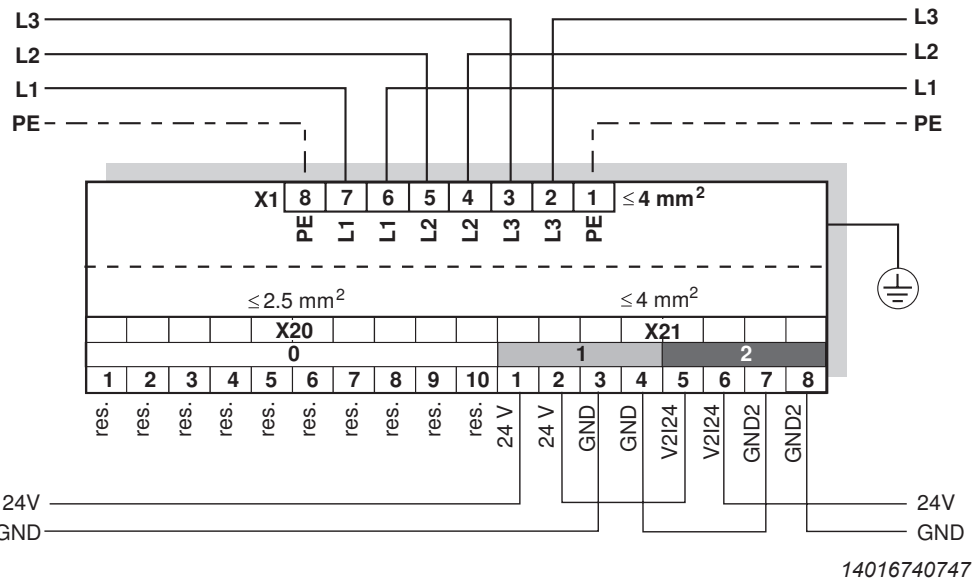 L3 L3
L2 L2
L1 L1
PE PE
X1 8 7 6 5 4 3 2 1 ≤ 4 mm²
PE L1 L1 L2 L2 L3 L3 PE
≤ 2.5 mm² ≤ 4 mm²
X20 X21
0 1 2
1 2 3 4 5 6 7 8 9 10 1 2 3 4 5 6 7 8
res. res. res. res. res. res. res. res. res. res. 24 V 24 V GND GND V2I24 V2I24 GND2 GND2
24V 24V
GND GND
14016740747